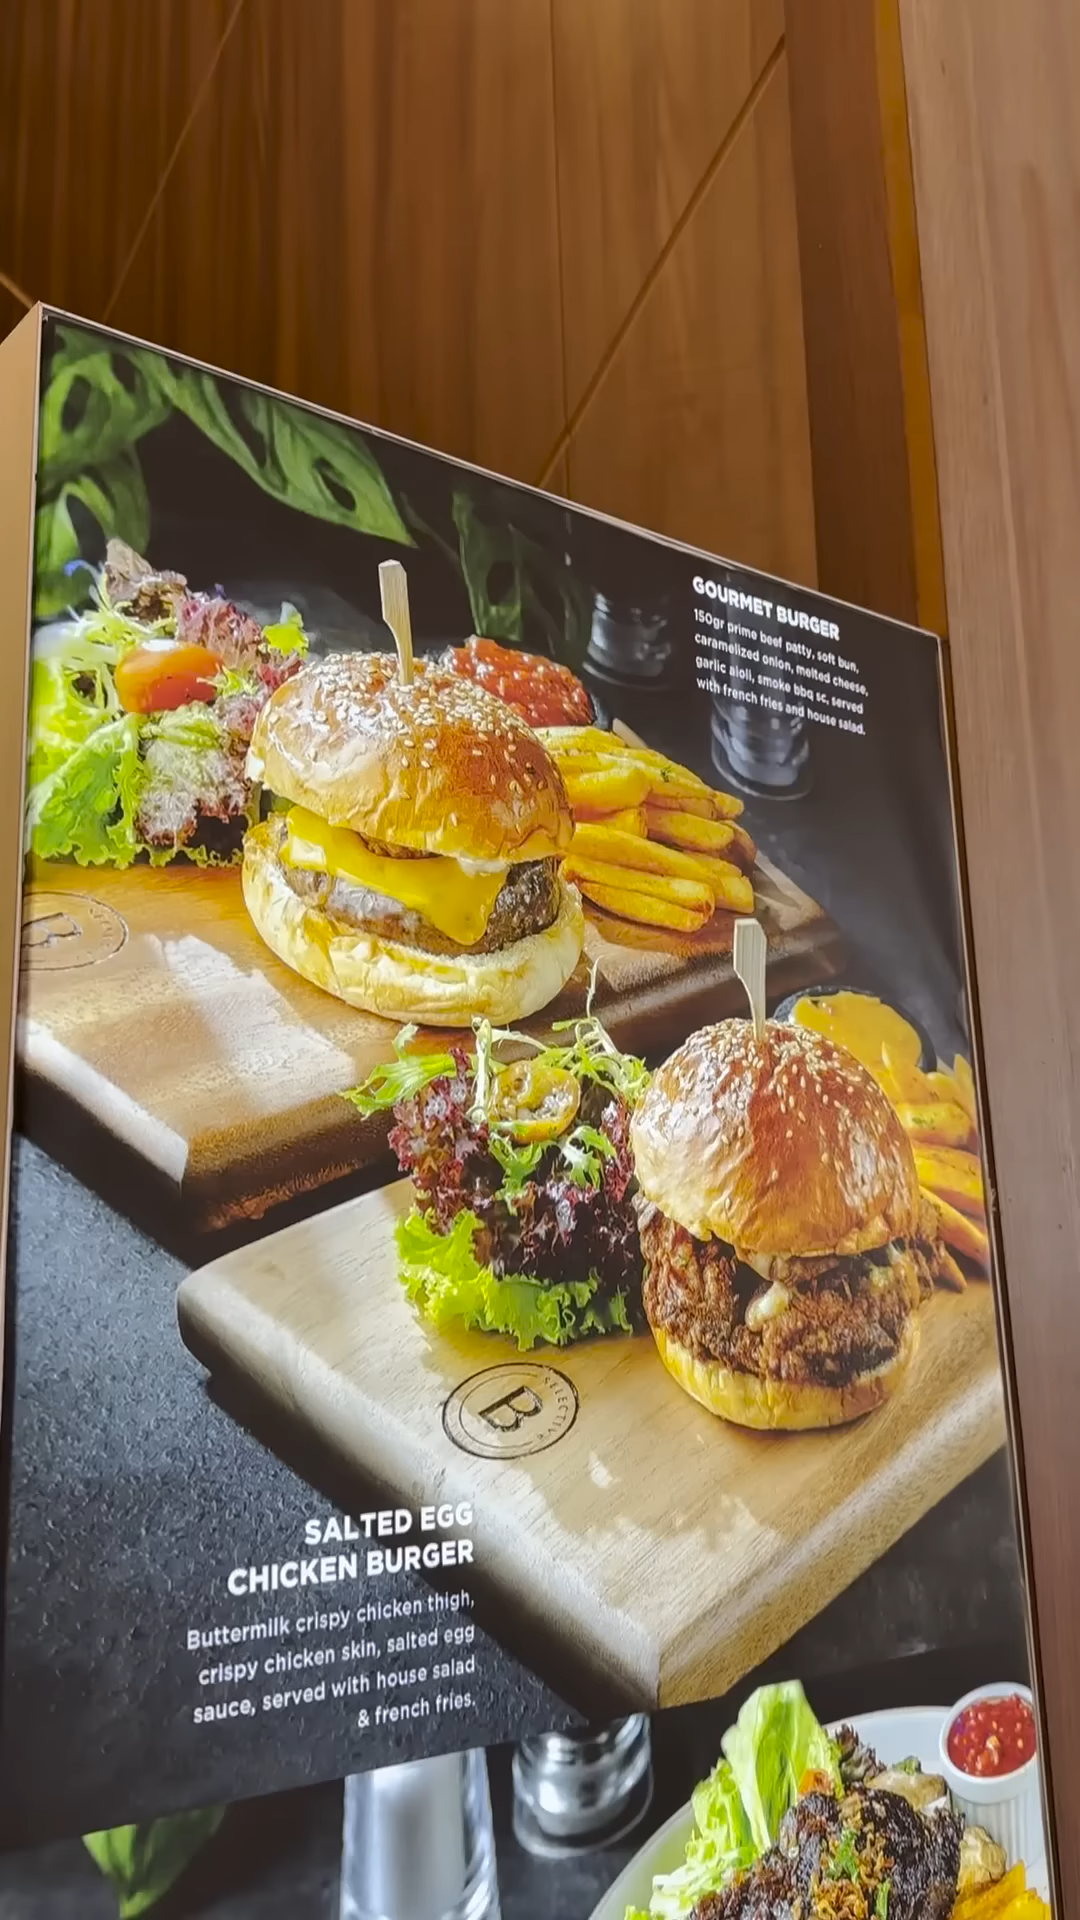 GOURMET BURGER
150gr prime beef patty, soft bun,
caramelized onion, melted cheese,
garlic aioli, smoke bbq sc, served
with french fries and house salad.
B
B
SELECTIVE
SALTED EGG
CHICKEN BURGER
Buttermilk crispy chicken thigh,
crispy chicken skin, salted egg
sauce, served with house salad
& french fries.